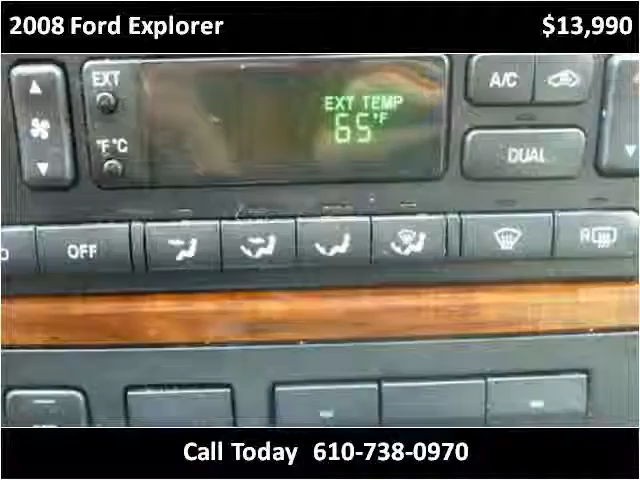 2008 Ford Explorer
$13,990
EXT
EXT TEMP
65°F
°F°C
A/C
DUAL
OFF
R
Call Today 610-738-0970